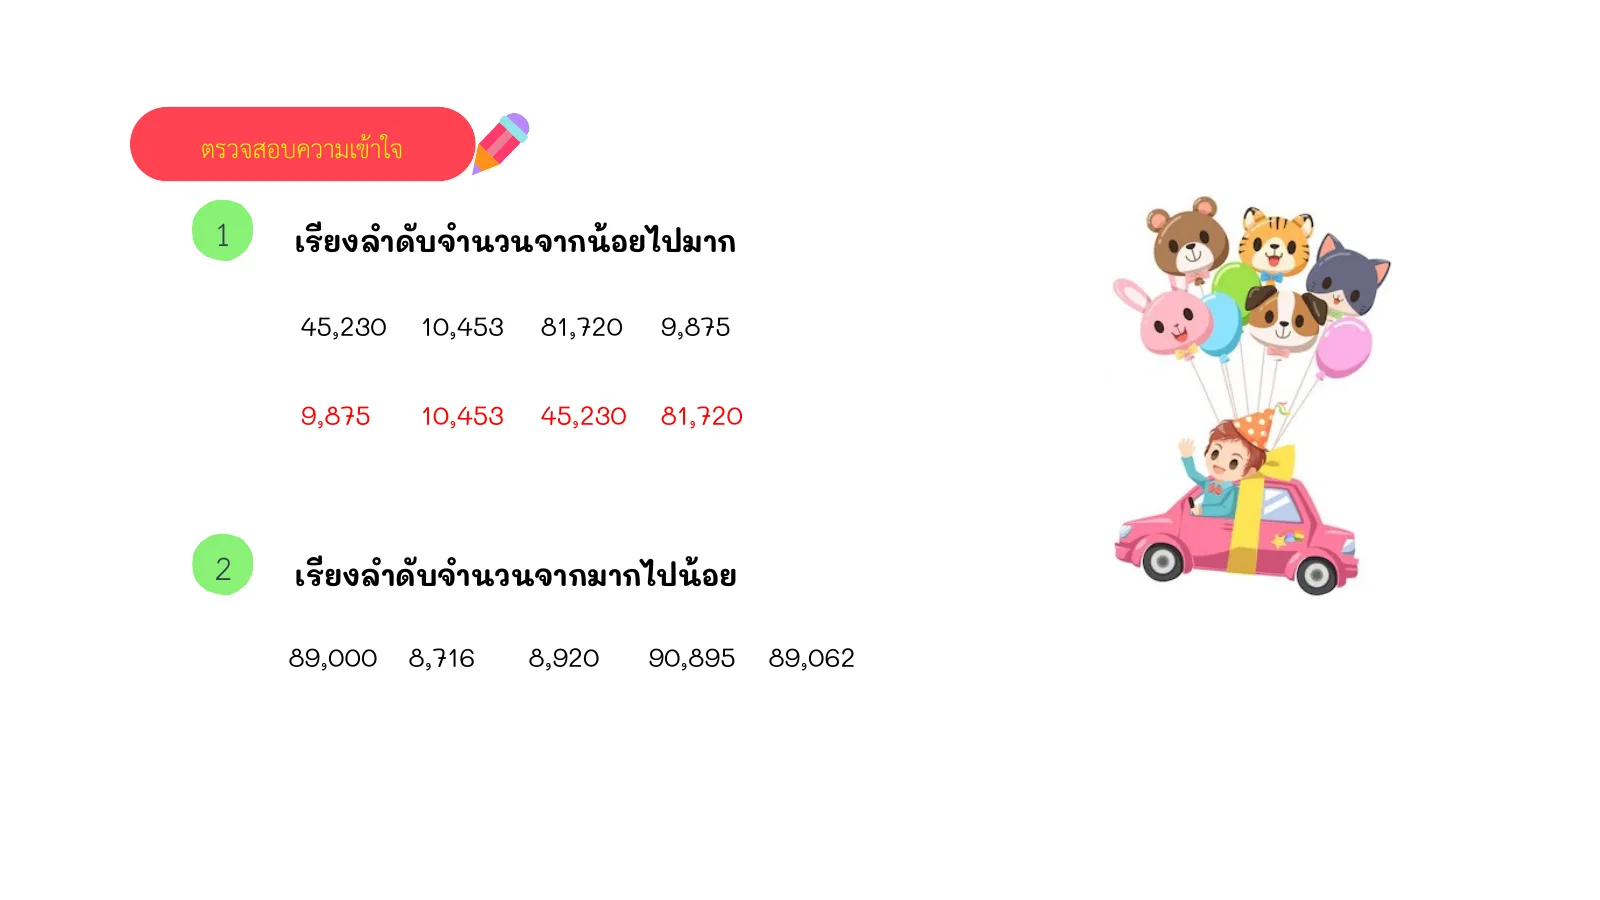 ตรวจสอบความเข้าใจ
1 เรียงลำดับจำนวนจากน้อยไปมาก
45,230 10,453 81,720 9,875
9,875 10,453 45,230 81,720
2 เรียงลำดับจำนวนจากมากไปน้อย
89,000 8,716 8,920 90,895 89,062